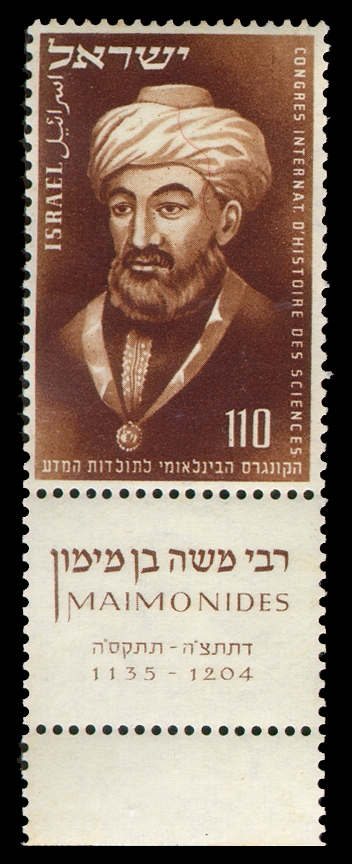 ישראל
اسرائيل
ISRAEL
CONGRES INTERNAT. D'HISTOIRE DES SCIENCES
110
הקונגרס הבינלאומי לתולדות המדע
רבי משה בן מימון
MAIMONIDES
ד'תתצ"ה - תתקס"ה
1135 - 1204